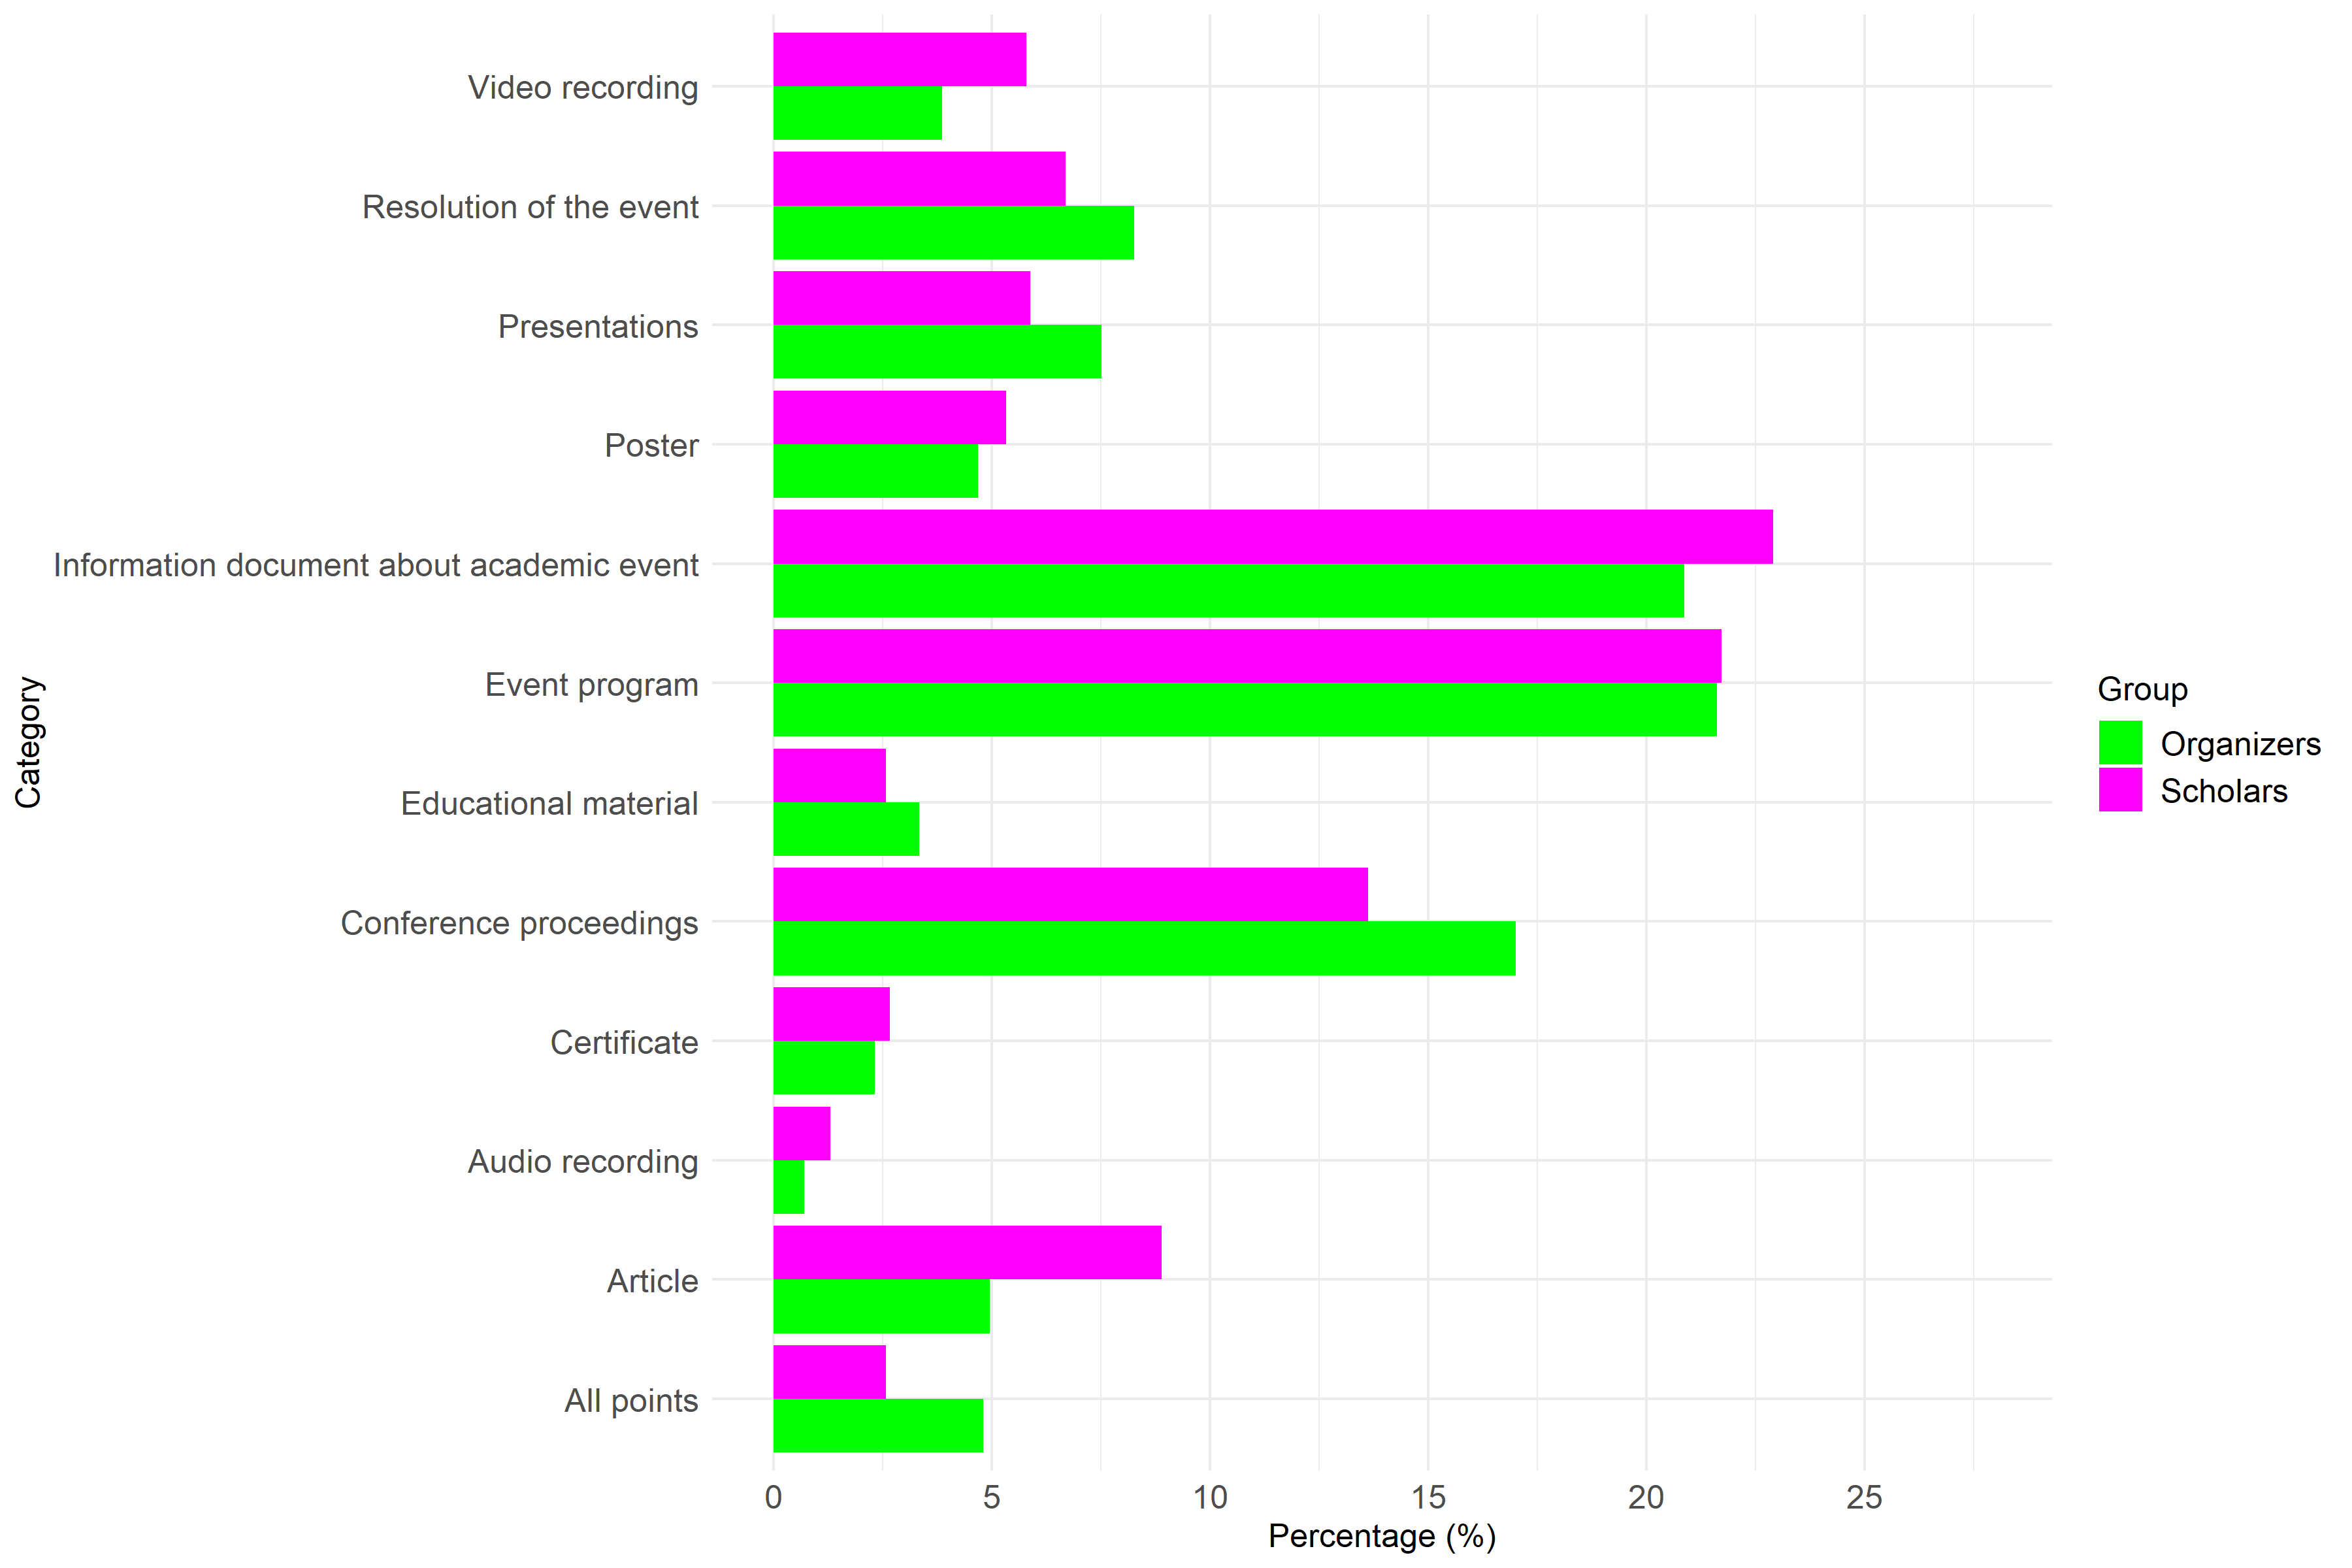 Video recording
Resolution of the event
Presentations
Poster
Information document about academic event
Event program
Educational material
Conference proceedings
Certificate
Audio recording
Article
All points
Category
0 5 10 15 20 25
Percentage (%)
Group
Organizers
Scholars